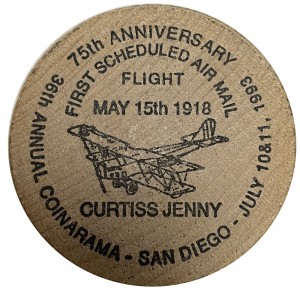 75th ANNIVERSARY
FIRST SCHEDULED AIR MAIL
FLIGHT
MAY 15th 1918
CURTISS JENNY
36th ANNUAL COINARAMA - SAN DIEGO - JULY 10&11, 1993